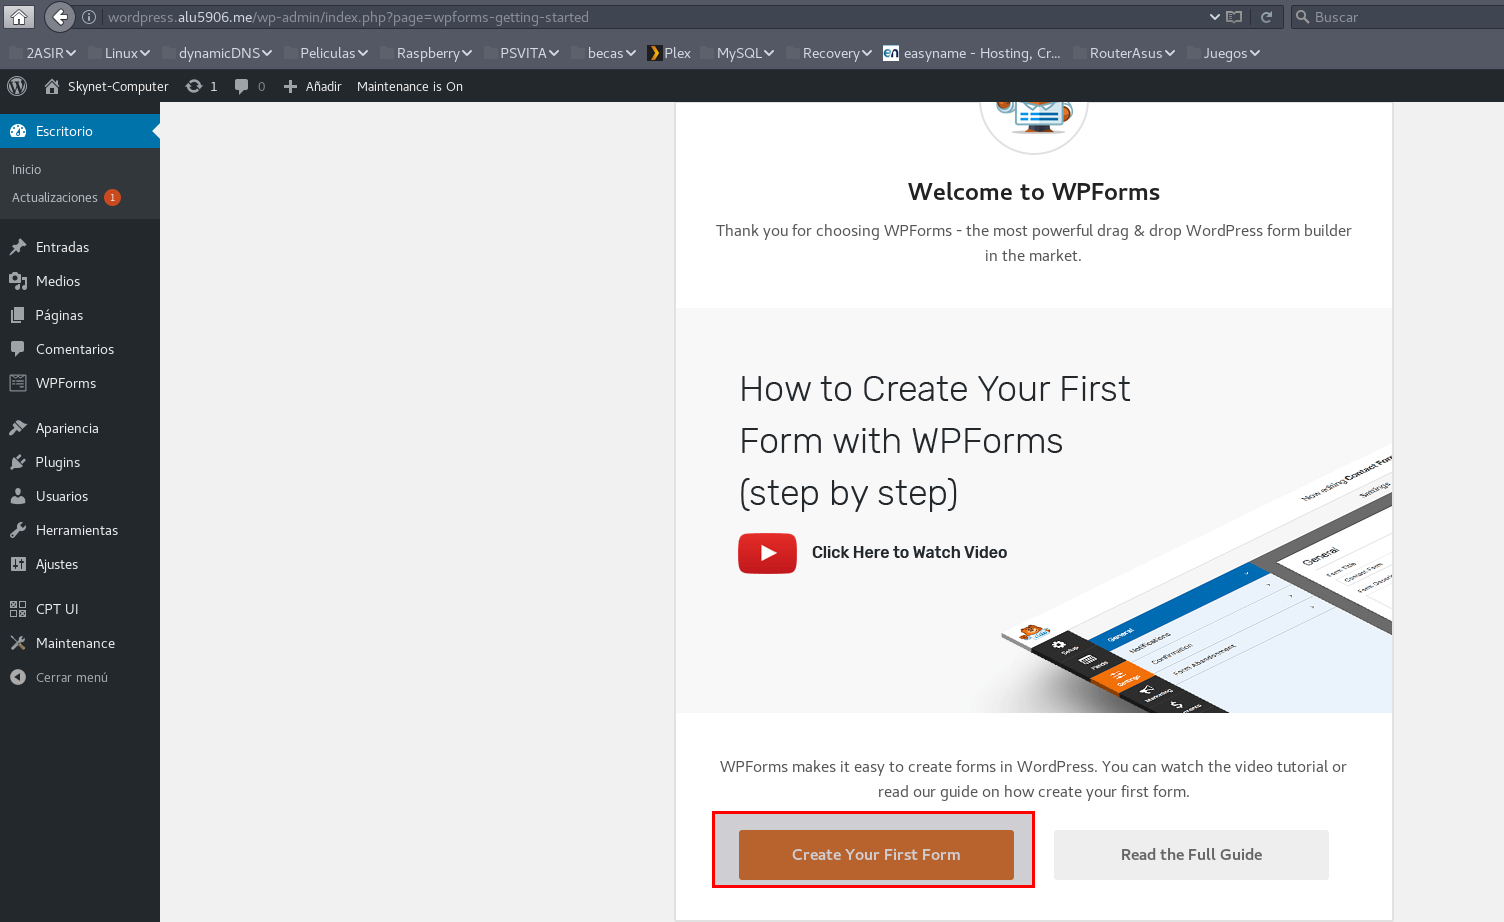 wordpress.alu5906.me/wp-admin/index.php?page=wpforms-getting-started
Buscar
2ASIR Linux dynamicDNS Peliculas Raspberry PSVITA becas Plex MySQL Recovery easyname - Hosting, Cr... RouterAsus Juegos
Skynet-Computer 1 0 Añadir Maintenance is On
Escritorio
Inicio
Actualizaciones 1
Entradas
Medios
Páginas
Comentarios
WPForms
Apariencia
Plugins
Usuarios
Herramientas
Ajustes
CPT UI
Maintenance
Cerrar menú
Welcome to WPForms
Thank you for choosing WPForms - the most powerful drag & drop WordPress form builder
in the market.
How to Create Your First
Form with WPForms
(step by step)
Click Here to Watch Video
Now editing Contact For
Settings
General
Form Title
Contact Form
Form Descri
Setup
Fields
Settings
Marketing
General
Notifications
Confirmation
Form Abandonment
WPForms makes it easy to create forms in WordPress. You can watch the video tutorial or
read our guide on how create your first form.
Create Your First Form
Read the Full Guide